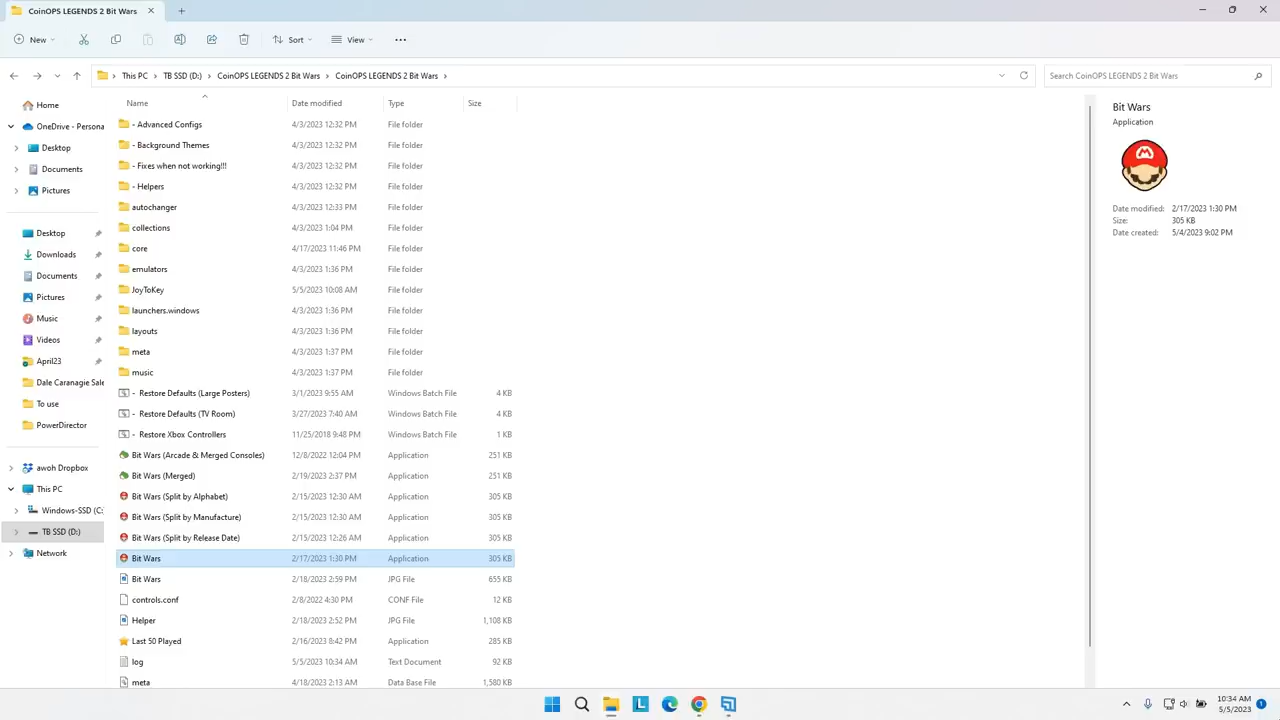 CoinOPS LEGENDS 2 Bit Wars
New
Sort
View
This PC > TB SSD (D:) > CoinOPS LEGENDS 2 Bit Wars > CoinOPS LEGENDS 2 Bit Wars >
Search CoinOPS LEGENDS 2 Bit Wars
Home
OneDrive - Persona
Desktop
Documents
Pictures
Desktop
Downloads
Documents
Pictures
Music
Videos
April23
Dale Caranagie Sale
To use
PowerDirector
awoh Dropbox
This PC
Windows-SSD (C:
TB SSD (D:)
Network
Name Date modified Type Size
- Advanced Configs 4/3/2023 12:32 PM File folder
- Background Themes 4/3/2023 12:32 PM File folder
- Fixes when not working!!! 4/3/2023 12:32 PM File folder
- Helpers 4/3/2023 12:32 PM File folder
autochanger 4/3/2023 12:33 PM File folder
collections 4/3/2023 1:04 PM File folder
core 4/17/2023 11:46 PM File folder
emulators 4/3/2023 1:36 PM File folder
JoyToKey 5/5/2023 10:08 AM File folder
launchers.windows 4/3/2023 1:36 PM File folder
layouts 4/3/2023 1:36 PM File folder
meta 4/3/2023 1:37 PM File folder
music 4/3/2023 1:37 PM File folder
- Restore Defaults (Large Posters) 3/1/2023 9:55 AM Windows Batch File 4 KB
- Restore Defaults (TV Room) 3/27/2023 7:40 AM Windows Batch File 4 KB
- Restore Xbox Controllers 11/25/2018 9:48 PM Windows Batch File 1 KB
Bit Wars (Arcade & Merged Consoles) 12/8/2022 12:04 PM Application 251 KB
Bit Wars (Merged) 2/19/2023 2:37 PM Application 251 KB
Bit Wars (Split by Alphabet) 2/15/2023 12:30 AM Application 305 KB
Bit Wars (Split by Manufacture) 2/15/2023 12:30 AM Application 305 KB
Bit Wars (Split by Release Date) 2/15/2023 12:26 AM Application 305 KB
Bit Wars 2/17/2023 1:30 PM Application 305 KB
Bit Wars 2/18/2023 2:59 PM JPG File 655 KB
controls.conf 2/8/2022 4:30 PM CONF File 12 KB
Helper 2/18/2023 2:52 PM JPG File 1,108 KB
Last 50 Played 2/16/2023 8:42 PM Application 285 KB
log 5/5/2023 10:34 AM Text Document 92 KB
meta 4/18/2023 2:13 AM Data Base File 1,580 KB
Bit Wars
Application
M
Date modified: 2/17/2023 1:30 PM
Size: 305 KB
Date created: 5/4/2023 9:02 PM
L
10:34 AM
5/5/2023
1